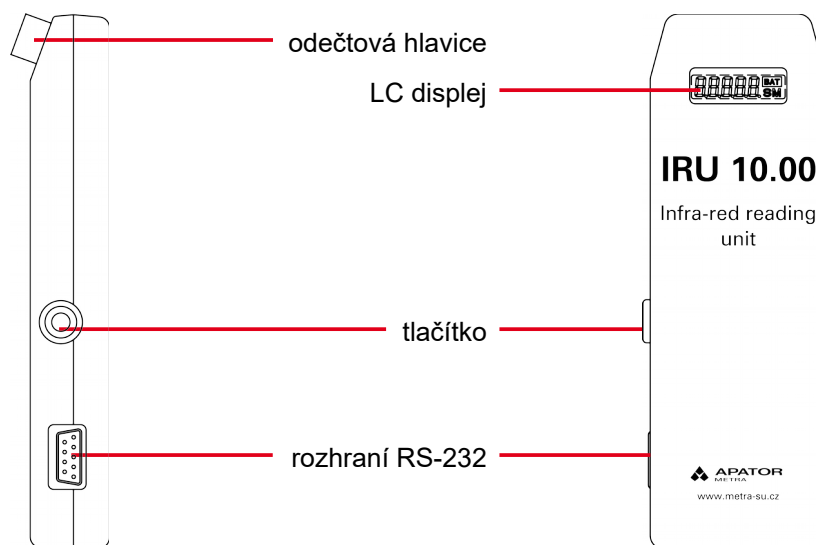 odečtová hlavice
LC displej
88888 BAT
SM
IRU 10.00
Infra-red reading
unit
tlačítko
rozhraní RS-232
APATOR
METRA
www.metra-su.cz